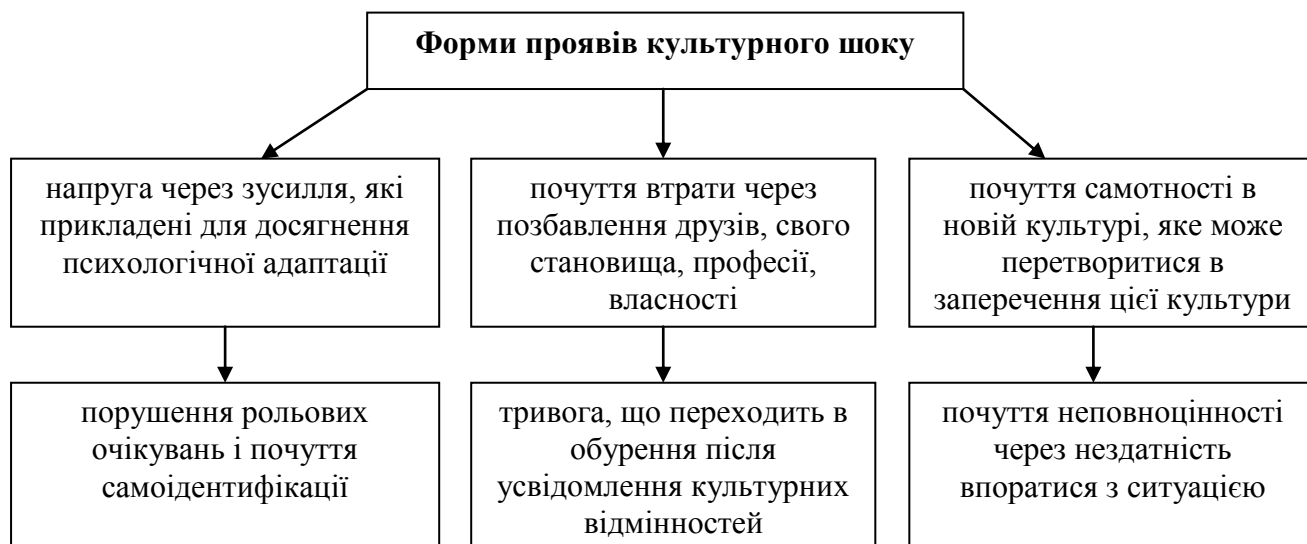 Форми проявів культурного шоку
напруга через зусилля, які
прикладені для досягнення
психологічної адаптації
почуття втрати через
позбавлення друзів, свого
становища, професії,
власності
почуття самотності в
новій культурі, яке може
перетворитися в
заперечення цієї культури
порушення рольових
очікувань і почуття
самоідентифікації
тривога, що переходить в
обурення після
усвідомлення культурних
відмінностей
почуття неповноцінності
через нездатність
впоратися з ситуацією